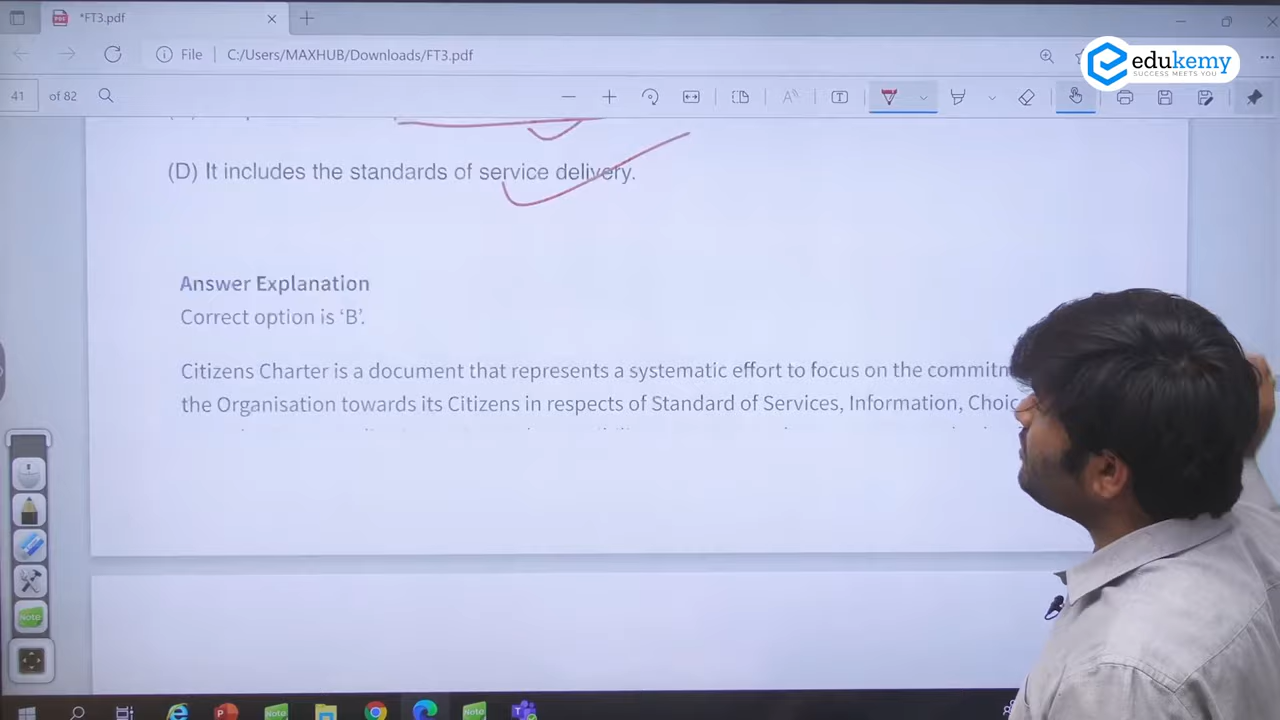 *FT3.pdf
File
C:/Users/MAXHUB/Downloads/FT3.pdf
edukemy
SUCCESS MEETS YOU
41 of 82
(D) It includes the standards of service delivery.
Answer Explanation
Correct option is ‘B’.
Citizens Charter is a document that represents a systematic effort to focus on the
the Organisation towards its Citizens in respects of Standard of Services, Information,
Note